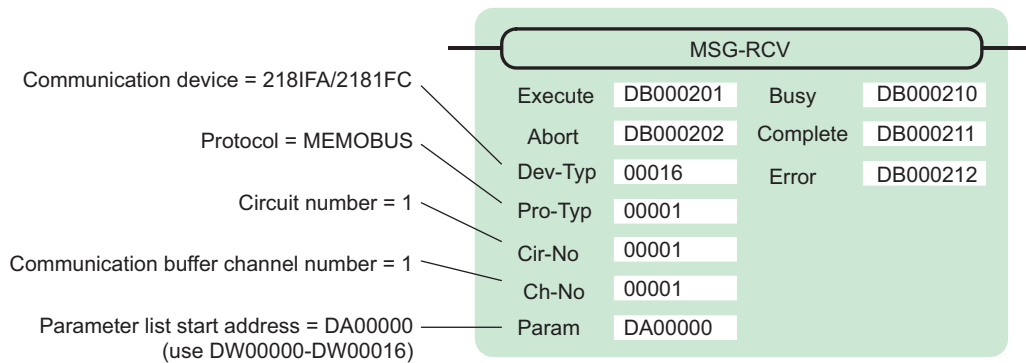 MSG-RCV
Communication device = 218IFA/2181FC
Execute DB000201 Busy DB000210
Protocol = MEMOBUS
Abort DB000202 Complete DB000211
Dev-Typ 00016 Error DB000212
Circuit number = 1
Pro-Typ 00001
Cir-No 00001
Communication buffer channel number = 1
Ch-No 00001
Parameter list start address = DA00000
(use DW00000-DW00016)
Param DA00000